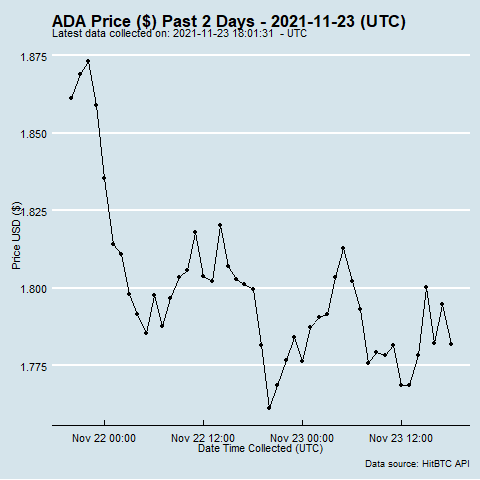 ADA Price ($) Past 2 Days - 2021-11-23 (UTC)
Latest data collected on: 2021-11-23 18:01:31 - UTC
1.875
1.850
1.825
1.800
1.775
Price USD ($)
Nov 22 00:00
Nov 22 12:00
Nov 23 00:00
Nov 23 12:00
Date Time Collected (UTC)
Data source: HitBTC API